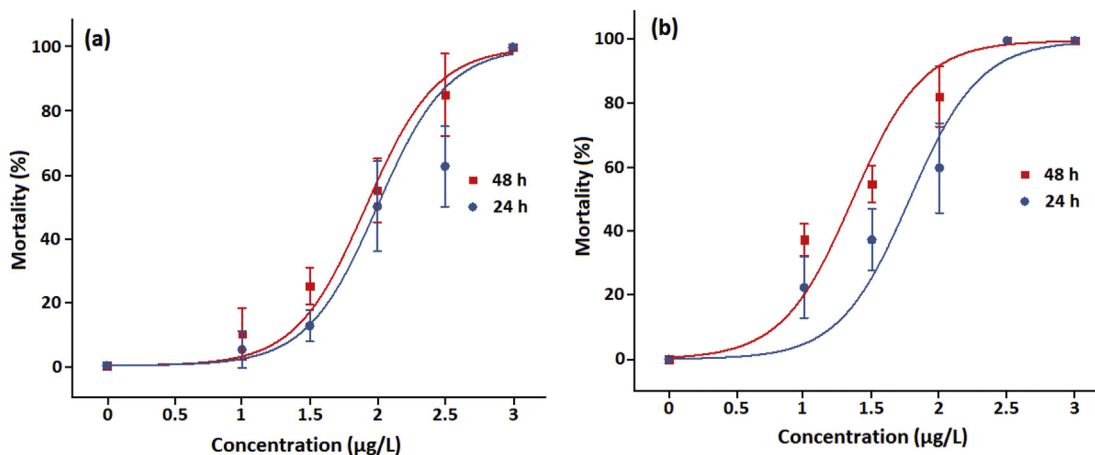 (a)
100
80
60
40
20
0
Mortality (%)
48 h
24 h
0 0.5 1 1.5 2 2.5 3
Concentration (µg/L)
(b)
100
80
60
40
20
0
Mortality (%)
48 h
24 h
0 0.5 1 1.5 2 2.5 3
Concentration (µg/L)